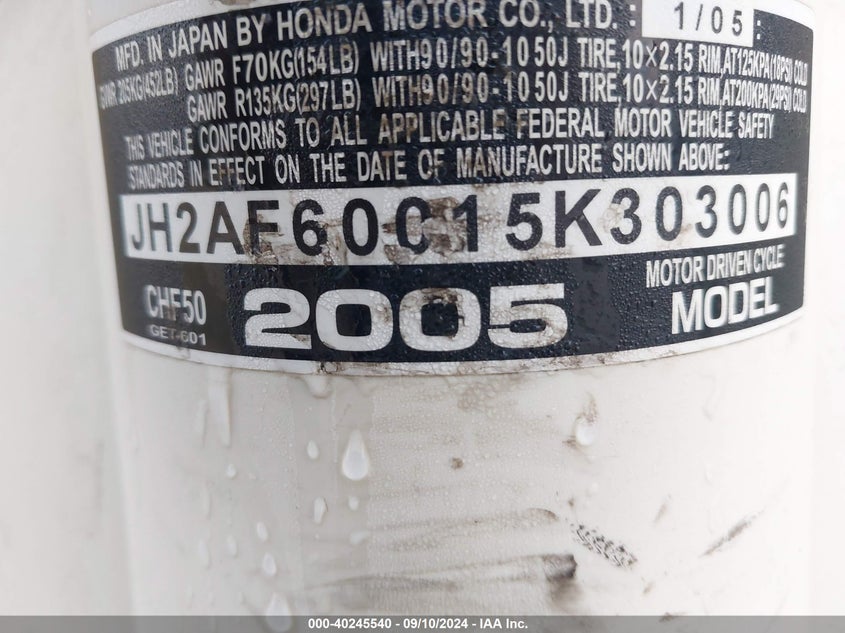 MFD. IN JAPAN BY HONDA MOTOR CO., LTD. : 1/05 :
GVWR 205KG(452LB) GAWR F70KG(154LB) WITH90/90-10 50J TIRE,10×2.15 RIM,AT125KPA(18PSI) COLD
GAWR R135KG(297LB) WITH90/90-10 50J TIRE,10×2.15 RIM,AT200KPA(29PSI) COLD
THIS VEHICLE CONFORMS TO ALL APPLICABLE FEDERAL MOTOR VEHICLE SAFETY
STANDARDS IN EFFECT ON THE DATE OF MANUFACTURE SHOWN ABOVE:
JH2AF60015K303006
CHF50 2005 MOTOR DRIVEN CYCLE
GET-601 MODEL
000-40245540 - 09/10/2024 - IAA Inc.